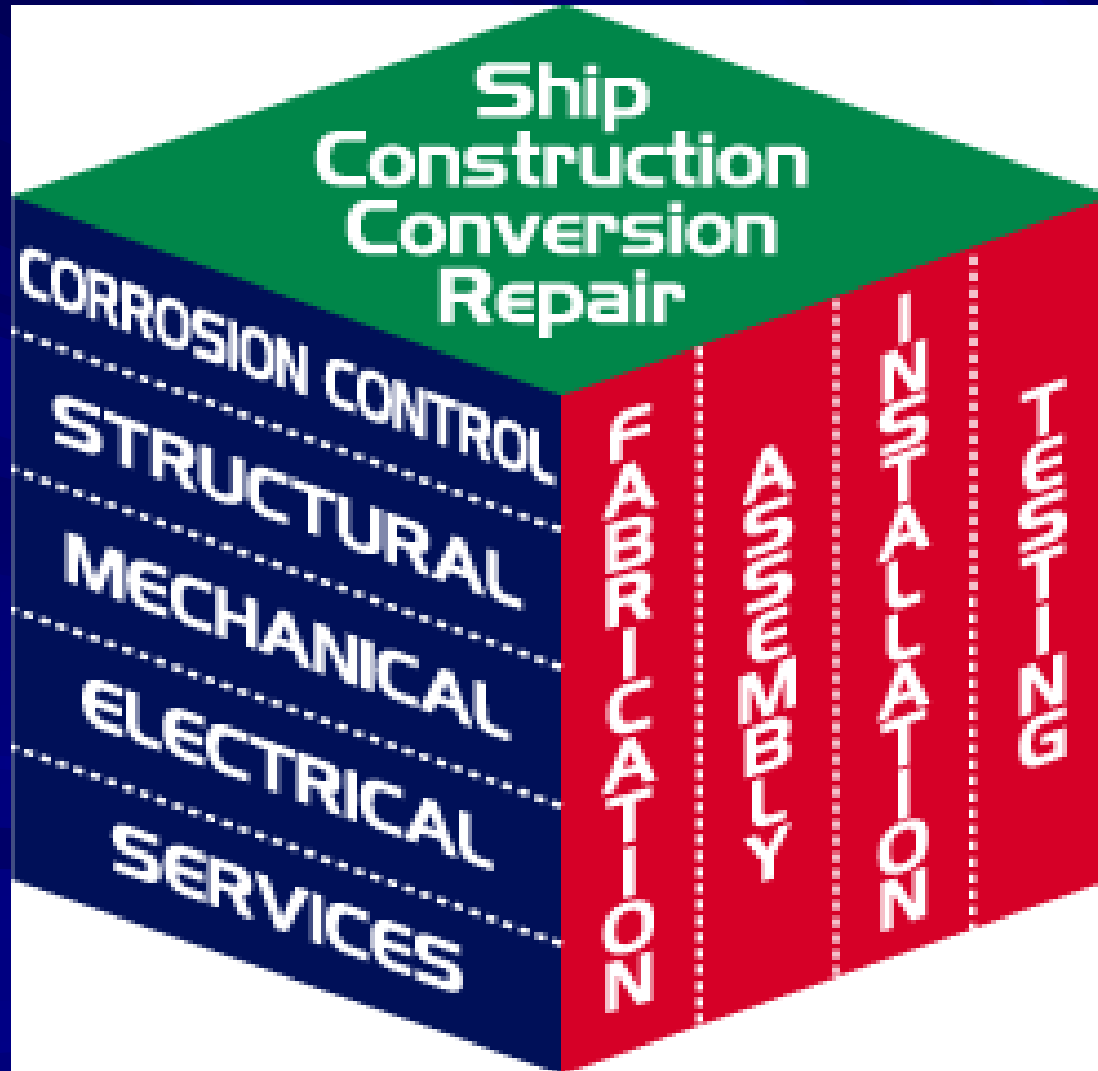 Ship
Construction
Conversion
Repair
CORROSION CONTROL
STRUCTURAL
MECHANICAL
ELECTRICAL
SERVICES
FABRICATION
ASSEMBLY
INSTALLATION
TESTING